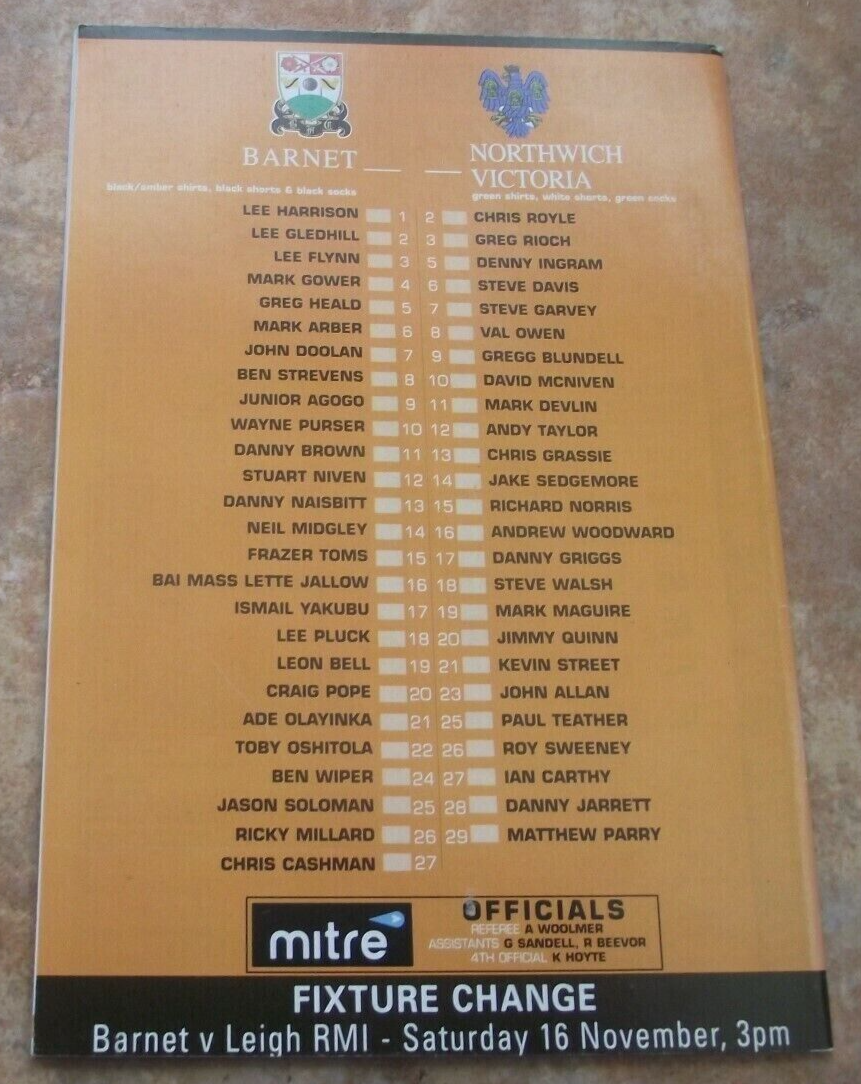 BARNET
black/amber shirts, black shorts & black socks
LEE HARRISON 1
LEE GLEDHILL 2
LEE FLYNN 3
MARK GOWER 4
GREG HEALD 5
MARK ARBER 6
JOHN DOOLAN 7
BEN STREVENS 8
JUNIOR AGOGO 9
WAYNE PURSER 10
DANNY BROWN 11
STUART NIVEN 12
DANNY NAISBITT 13
NEIL MIDGLEY 14
FRAZER TOMS 15
BAI MASS LETTE JALLOW 16
ISMAIL YAKUBU 17
LEE PLUCK 18
LEON BELL 19
CRAIG POPE 20
ADE OLAYINKA 21
TOBY OSHITOLA 22
BEN WIPER 24
JASON SOLOMAN 25
RICKY MILLARD 26
CHRIS CASHMAN 27
NORTHWICH
VICTORIA
green shirts, white shorts, green socks
2 CHRIS ROYLE
3 GREG RIOCH
5 DENNY INGRAM
6 STEVE DAVIS
7 STEVE GARVEY
8 VAL OWEN
9 GREGG BLUNDELL
10 DAVID MCNIVEN
11 MARK DEVLIN
12 ANDY TAYLOR
13 CHRIS GRASSIE
14 JAKE SEDGEMORE
15 RICHARD NORRIS
16 ANDREW WOODWARD
17 DANNY GRIGGS
18 STEVE WALSH
19 MARK MAGUIRE
20 JIMMY QUINN
21 KEVIN STREET
23 JOHN ALLAN
25 PAUL TEATHER
26 ROY SWEENEY
27 IAN CARTHY
28 DANNY JARRETT
29 MATTHEW PARRY
mitre
OFFICIALS
REFEREE A WOOLMER
ASSISTANTS G SANDELL, R BEEVOR
4TH OFFICIAL K HOYTE
FIXTURE CHANGE
Barnet v Leigh RMI - Saturday 16 November, 3pm